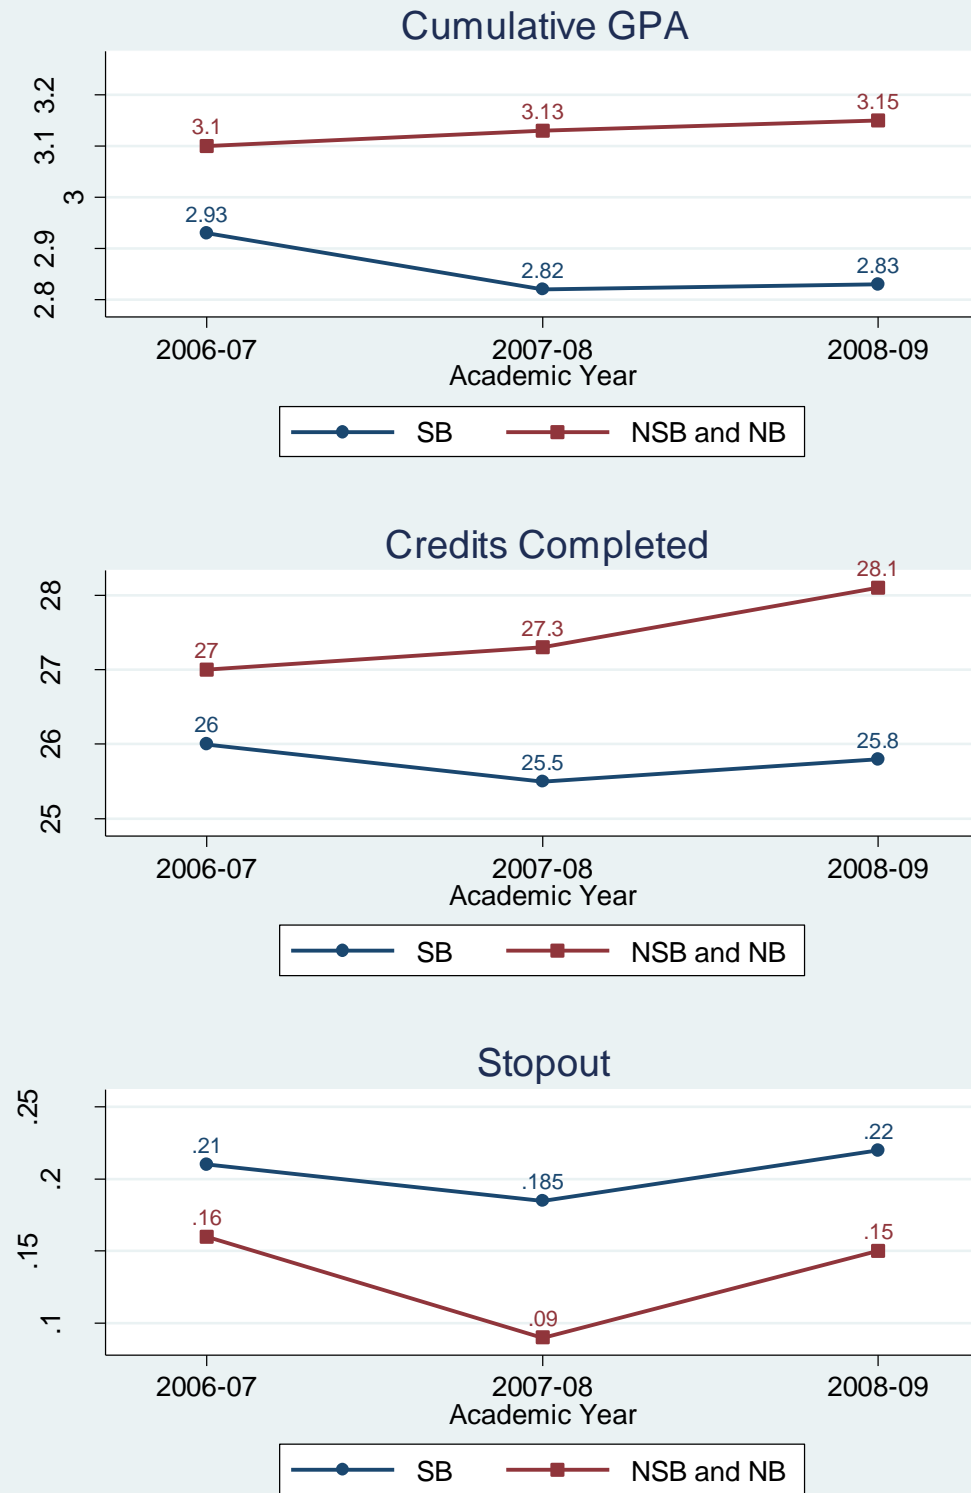 Cumulative GPA
3.2
3.1
3
2.9
2.8
3.1
3.13
3.15
2.93
2.82
2.83
2006-07 2007-08 2008-09
Academic Year
SB NSB and NB
Credits Completed
28
27
26
25
27
27.3
28.1
26
25.5
25.8
2006-07 2007-08 2008-09
Academic Year
SB NSB and NB
Stopout
.25
.2
.15
.1
.21
.185
.22
.16
.09
.15
2006-07 2007-08 2008-09
Academic Year
SB NSB and NB